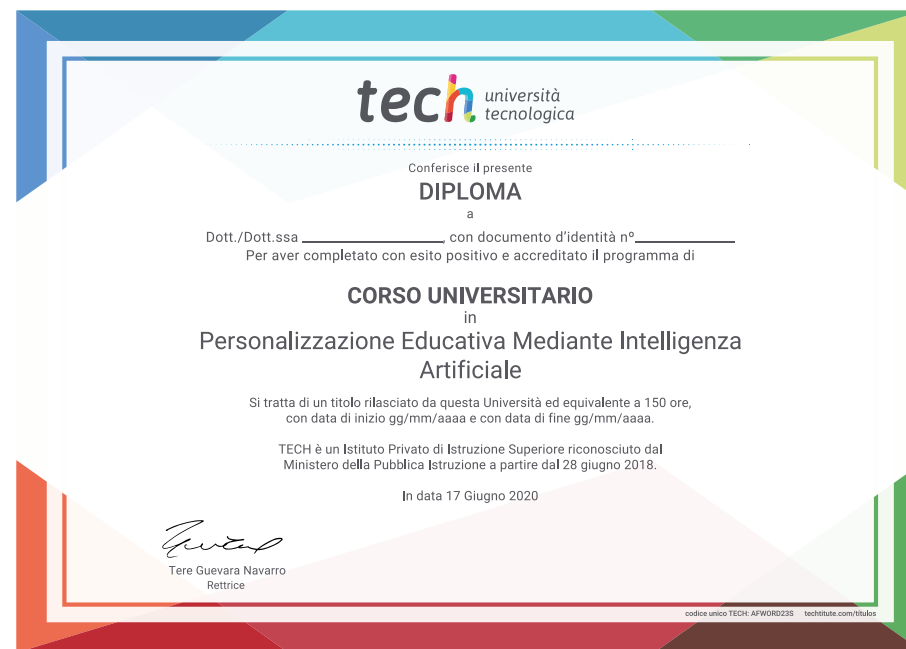 tech università
tecnologica
Conferisce il presente
DIPLOMA
a
Dott./Dott.ssa ____________________, con documento d'identità nº______________
Per aver completato con esito positivo e accreditato il programma di
CORSO UNIVERSITARIO
in
Personalizzazione Educativa Mediante Intelligenza
Artificiale
Si tratta di un titolo rilasciato da questa Università ed equivalente a 150 ore,
con data di inizio gg/mm/aaaa e con data di fine gg/mm/aaaa.
TECH è un Istituto Privato di Istruzione Superiore riconosciuto dal
Ministero della Pubblica Istruzione a partire dal 28 giugno 2018.
In data 17 Giugno 2020
Tere Guevara Navarro
Rettrice
codice unico TECH: AFWORD23S techtitute.com/titulos